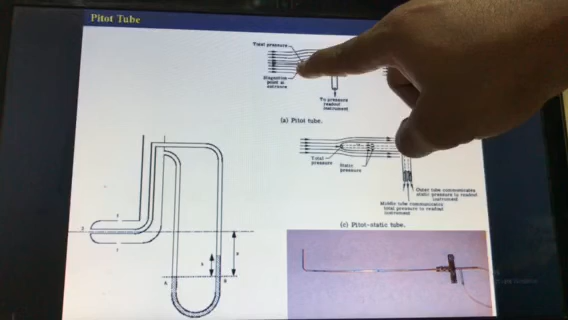 Pitot Tube
Total pressure
Stagnation
point at
entrance
To pressure
readout
instrument
(a) Pitot tube.
Total
pressure
Static
pressure
Outer tube communicates
static pressure to readout
instrument
Middle tube communicates
total pressure to readout
instrument
(c) Pitot-static tube.
A
B